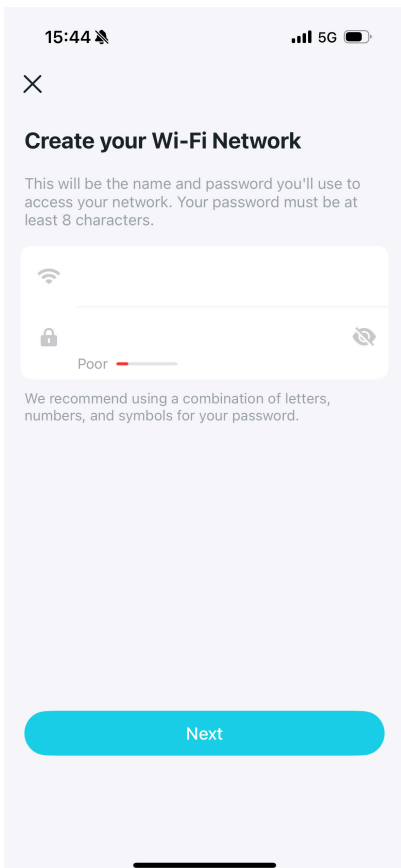 15:44
5G
Create your Wi-Fi Network
This will be the name and password you'll use to
access your network. Your password must be at
least 8 characters.
Poor
We recommend using a combination of letters,
numbers, and symbols for your password.
Next